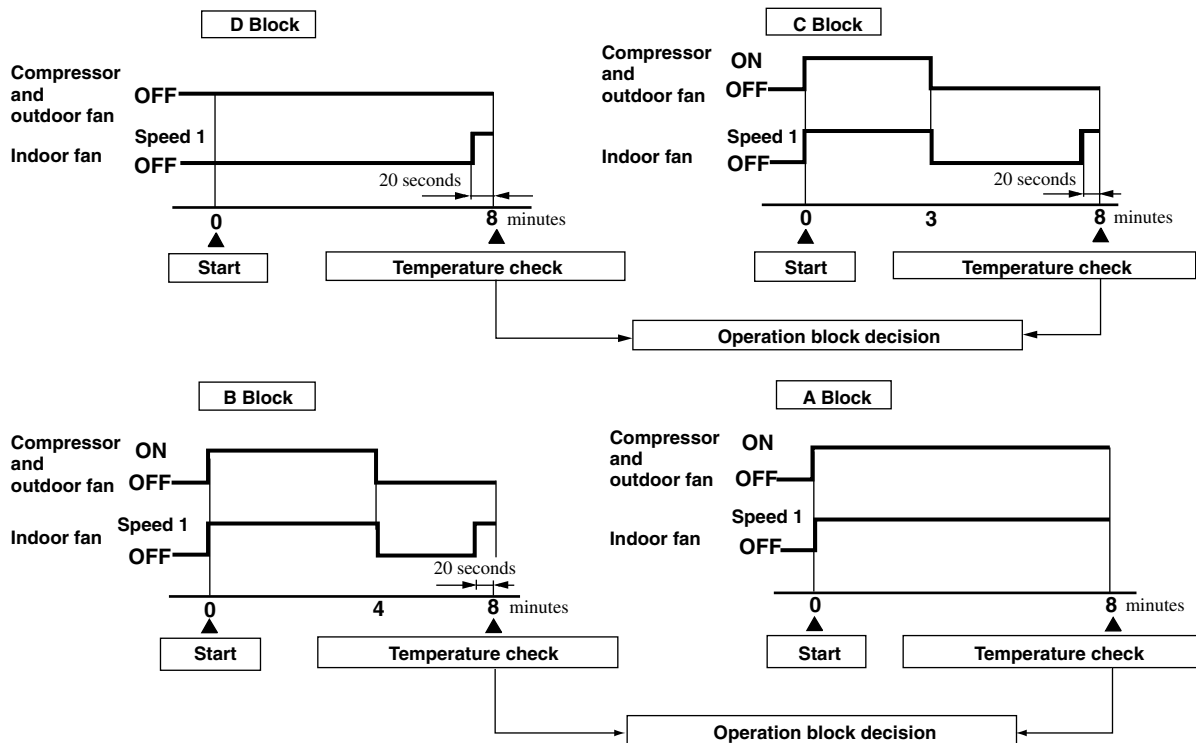 D Block
Compressor
and
outdoor fan
OFF
Speed 1
Indoor fan
OFF
20 seconds
0
8 minutes
Start
Temperature check
C Block
Compressor
and
outdoor fan
ON
OFF
Speed 1
Indoor fan
OFF
20 seconds
0
3
8 minutes
Start
Temperature check
Operation block decision
B Block
Compressor
and
outdoor fan
ON
OFF
Speed 1
Indoor fan
OFF
20 seconds
0
4
8 minutes
Start
Temperature check
A Block
Compressor
and
outdoor fan
ON
OFF
Speed 1
Indoor fan
OFF
0
8 minutes
Start
Temperature check
Operation block decision